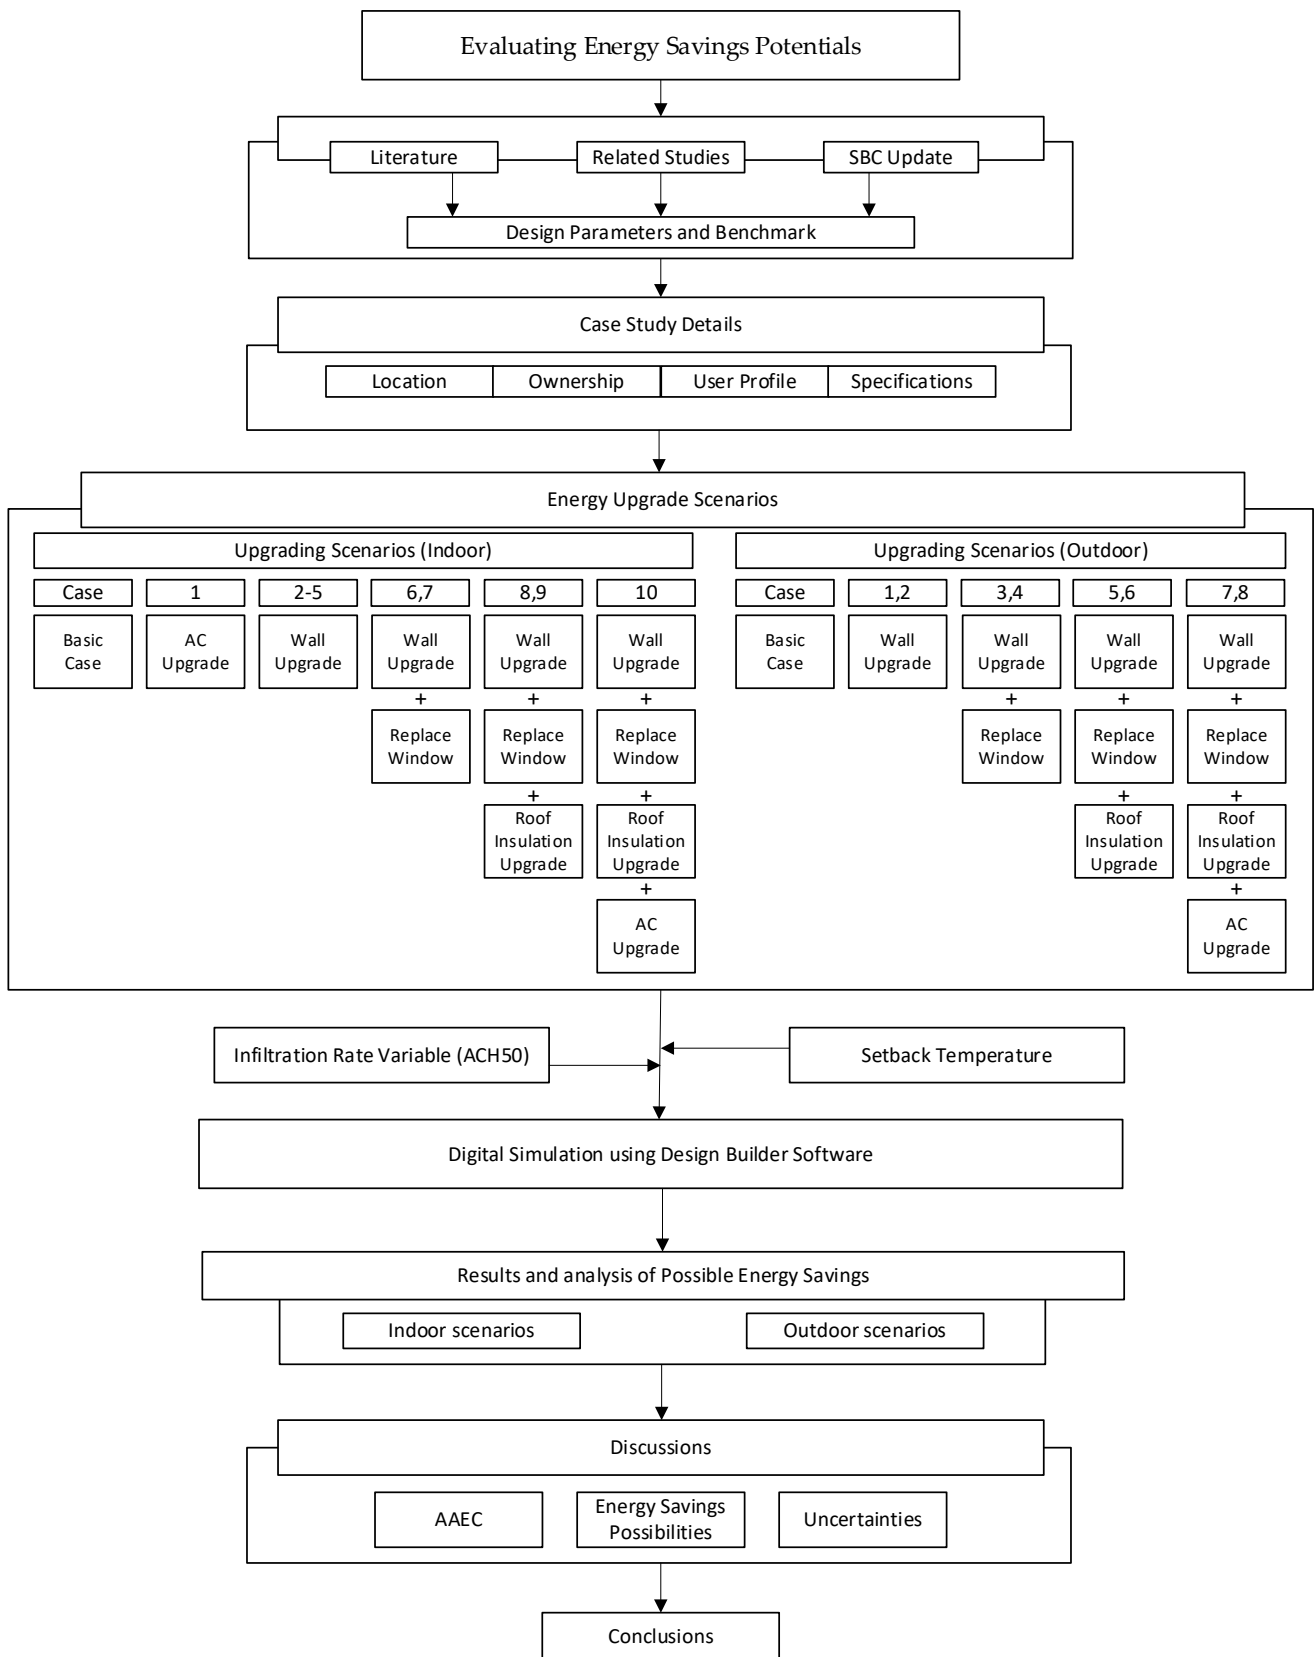 Evaluating Energy Savings Potentials
Literature
Related Studies
SBC Update
Design Parameters and Benchmark
Case Study Details
Location
Ownership
User Profile
Specifications
Energy Upgrade Scenarios
Upgrading Scenarios (Indoor)
Case
1
2-5
6,7
8,9
10
Basic
Case
AC
Upgrade
Wall
Upgrade
Wall
Upgrade
+
Replace
Window
Wall
Upgrade
+
Replace
Window
+
Roof
Insulation
Upgrade
Wall
Upgrade
+
Replace
Window
+
Roof
Insulation
Upgrade
+
AC
Upgrade
Upgrading Scenarios (Outdoor)
Case
1,2
3,4
5,6
7,8
Basic
Case
Wall
Upgrade
Wall
Upgrade
+
Replace
Window
Wall
Upgrade
+
Replace
Window
+
Roof
Insulation
Upgrade
Wall
Upgrade
+
Replace
Window
+
Roof
Insulation
Upgrade
+
AC
Upgrade
Infiltration Rate Variable (ACH50)
Setback Temperature
Digital Simulation using Design Builder Software
Results and analysis of Possible Energy Savings
Indoor scenarios
Outdoor scenarios
Discussions
AAEC
Energy Savings
Possibilities
Uncertainties
Conclusions